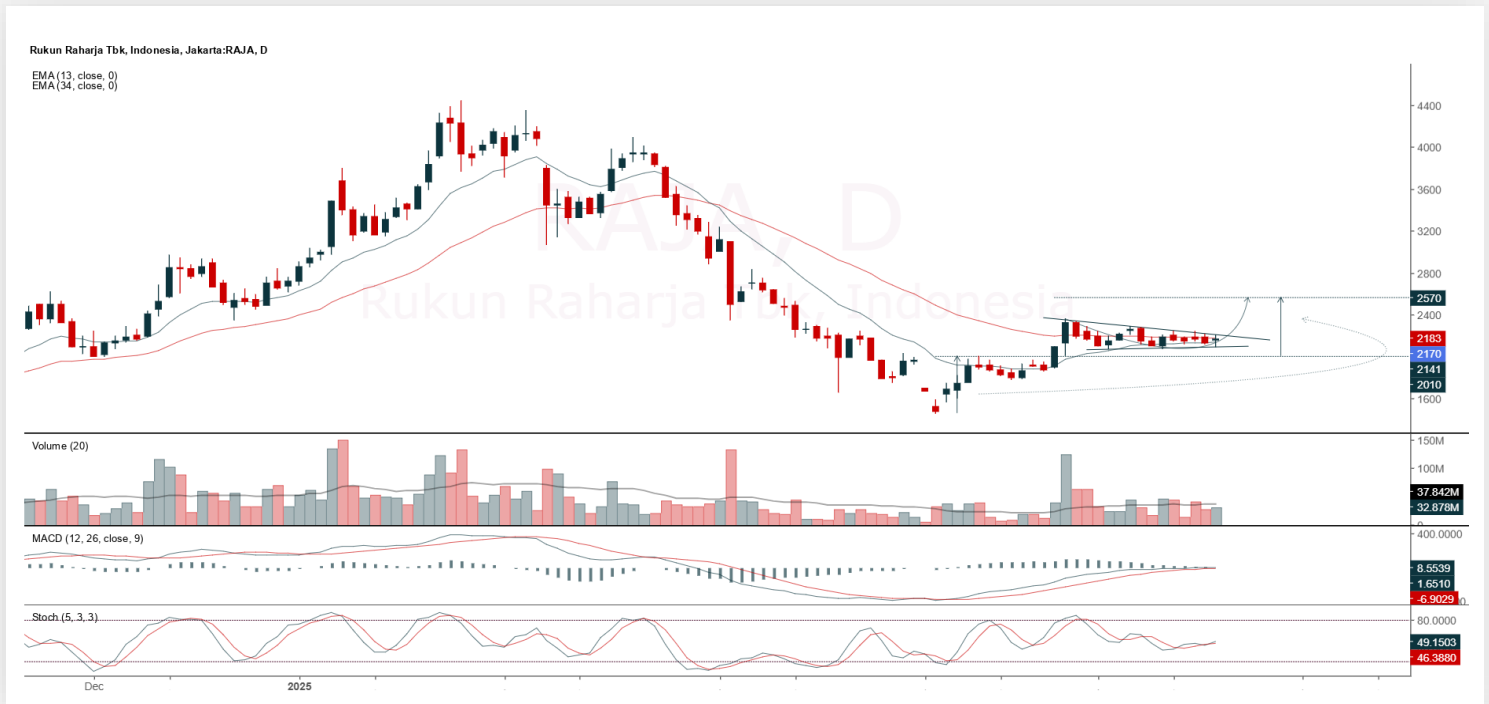 Rukun Raharja Tbk, Indonesia, Jakarta:RAJA, D
EMA (13, close, 0)
EMA (34, close, 0)
RAJA, D
Rukun Raharja Tbk, Indonesia
4400
4000
3600
3200
2800
2570
2400
2183
2170
2141
2010
1600
Volume (20)
150M
100M
37.842M
32.878M
0
MACD (12, 26, close, 9)
400.0000
8.5539
1.6510
-6.9029
Stoch (5, 3, 3)
80.0000
49.1503
46.3880
Dec
2025